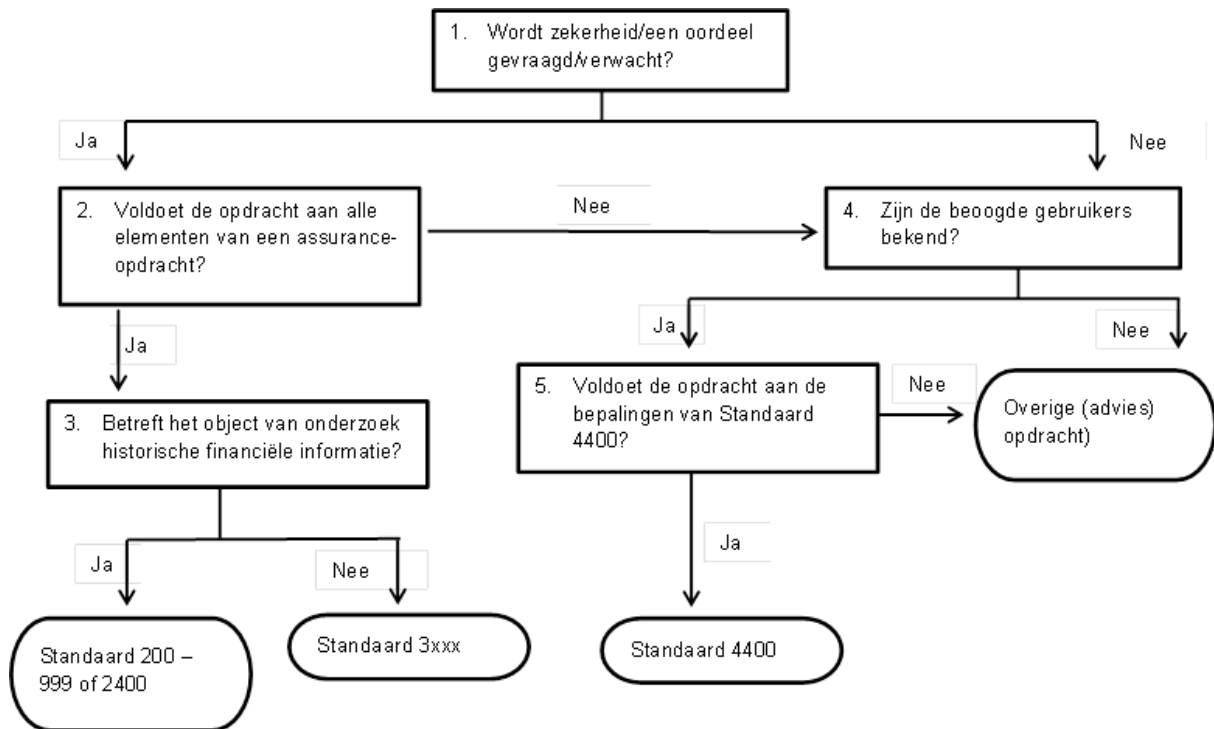 1. Wordt zekerheid/een oordeel
gevraagd/verwacht?
Ja
Nee
2. Voldoet de opdracht aan alle
elementen van een assurance-
opdracht?
Nee
4. Zijn de beoogde gebruikers
bekend?
Ja
Ja
Nee
3. Betreft het object van onderzoek
historische financiële informatie?
5. Voldoet de opdracht aan de
bepalingen van Standaard
4400?
Nee
Overige (advies)
opdracht)
Ja
Nee
Ja
Standaard 200 –
999 of 2400
Standaard 3xxx
Standaard 4400